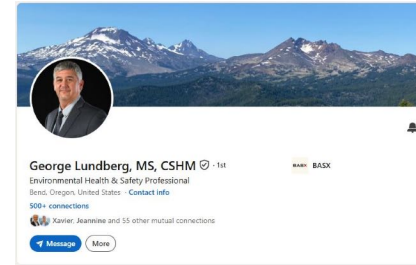 George Lundberg, MS, CSHM · 1st
BASX BASX
Environmental Health & Safety Professional
Bend, Oregon, United States · Contact info
500+ connections
Xavier, Jeannine and 55 other mutual connections
Message More